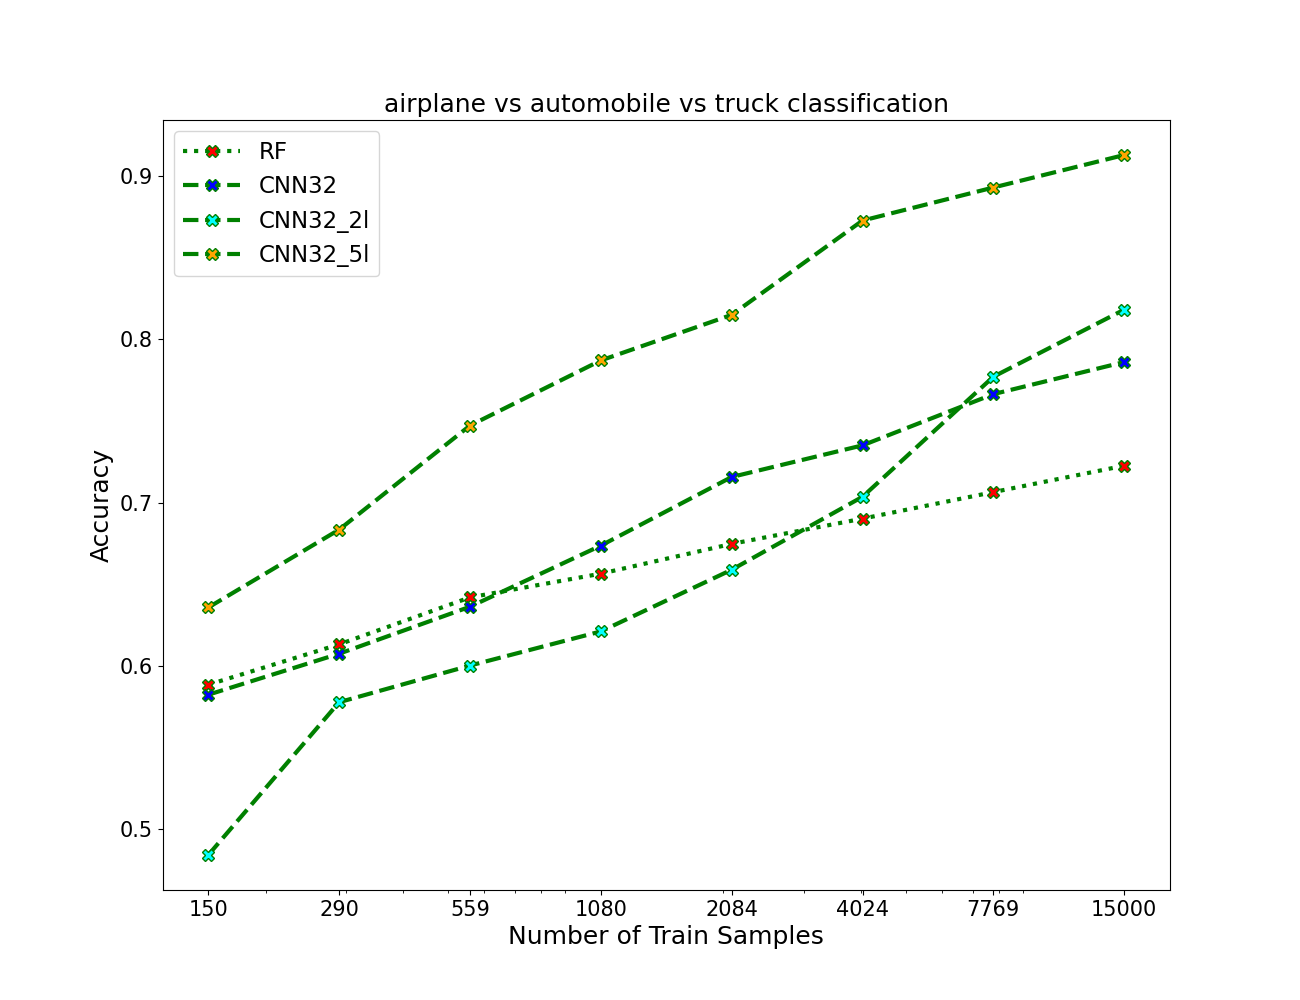 airplane vs automobile vs truck classification
RF
CNN32
CNN32_2l
CNN32_5l
0.9
0.8
0.7
0.6
0.5
Accuracy
150 290 559 1080 2084 4024 7769 15000
Number of Train Samples